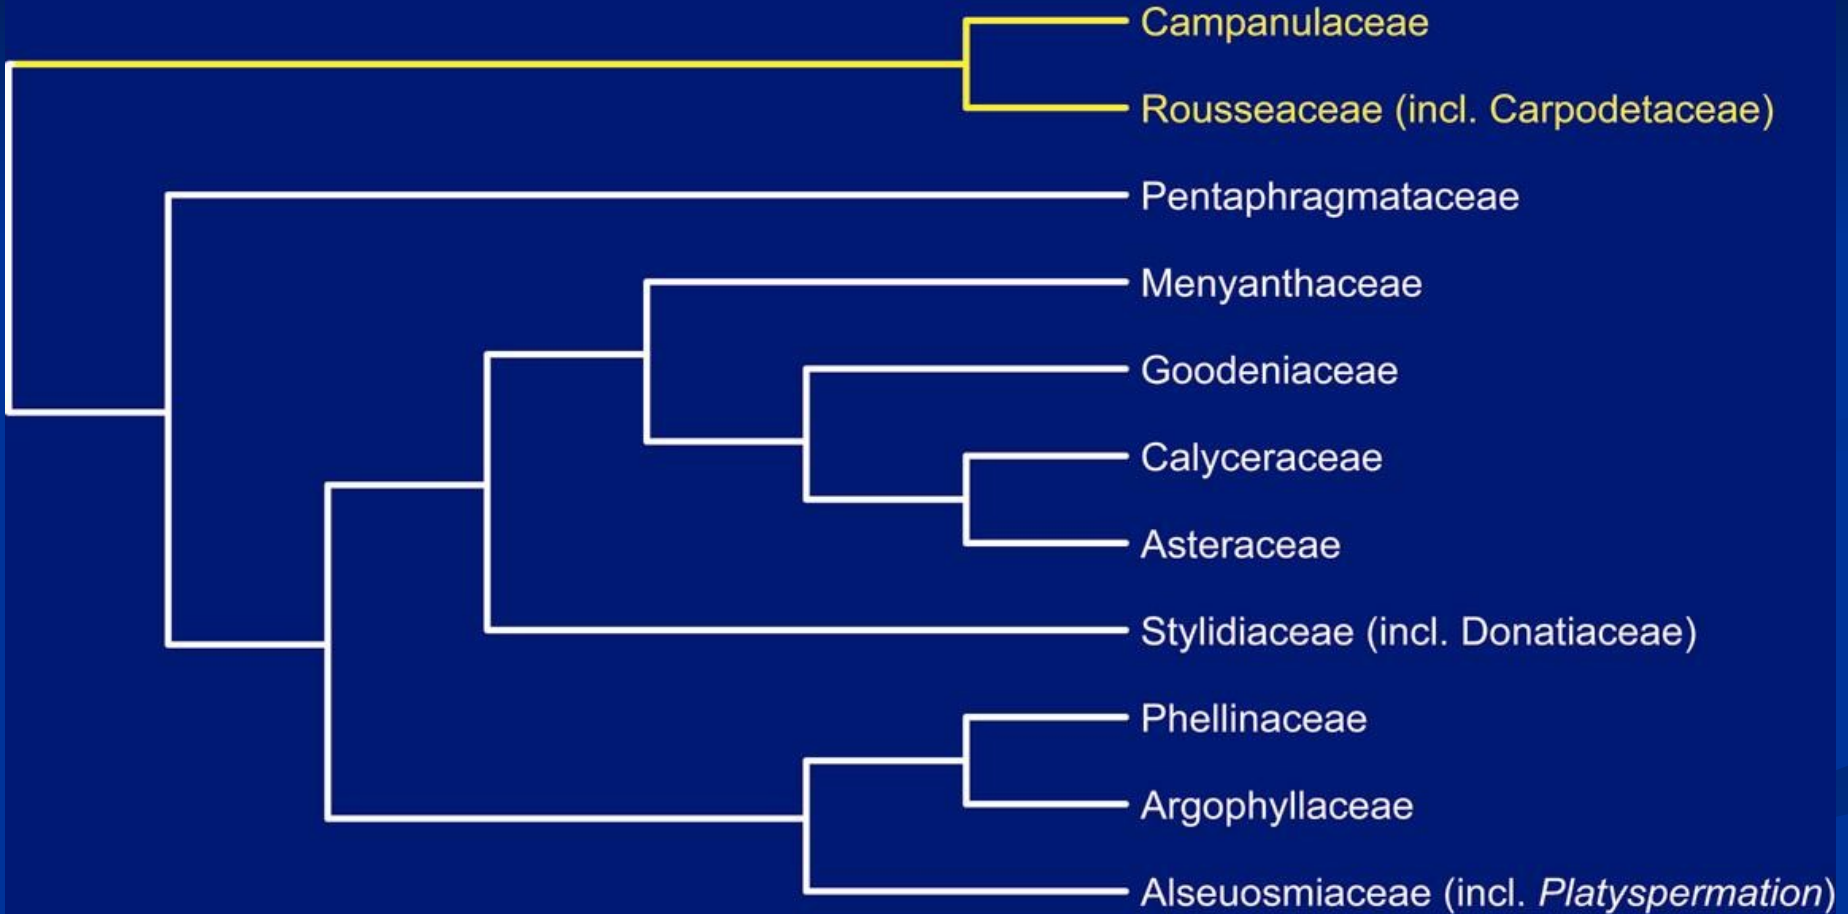 Campanulaceae
Rousseaceae (incl. Carpodetaceae)
Pentaphragmataceae
Menyanthaceae
Goodeniaceae
Calyceraceae
Asteraceae
Stylidiaceae (incl. Donatiaceae)
Phellinaceae
Argophyllaceae
Alseuosmiaceae (incl. Platyspermation)